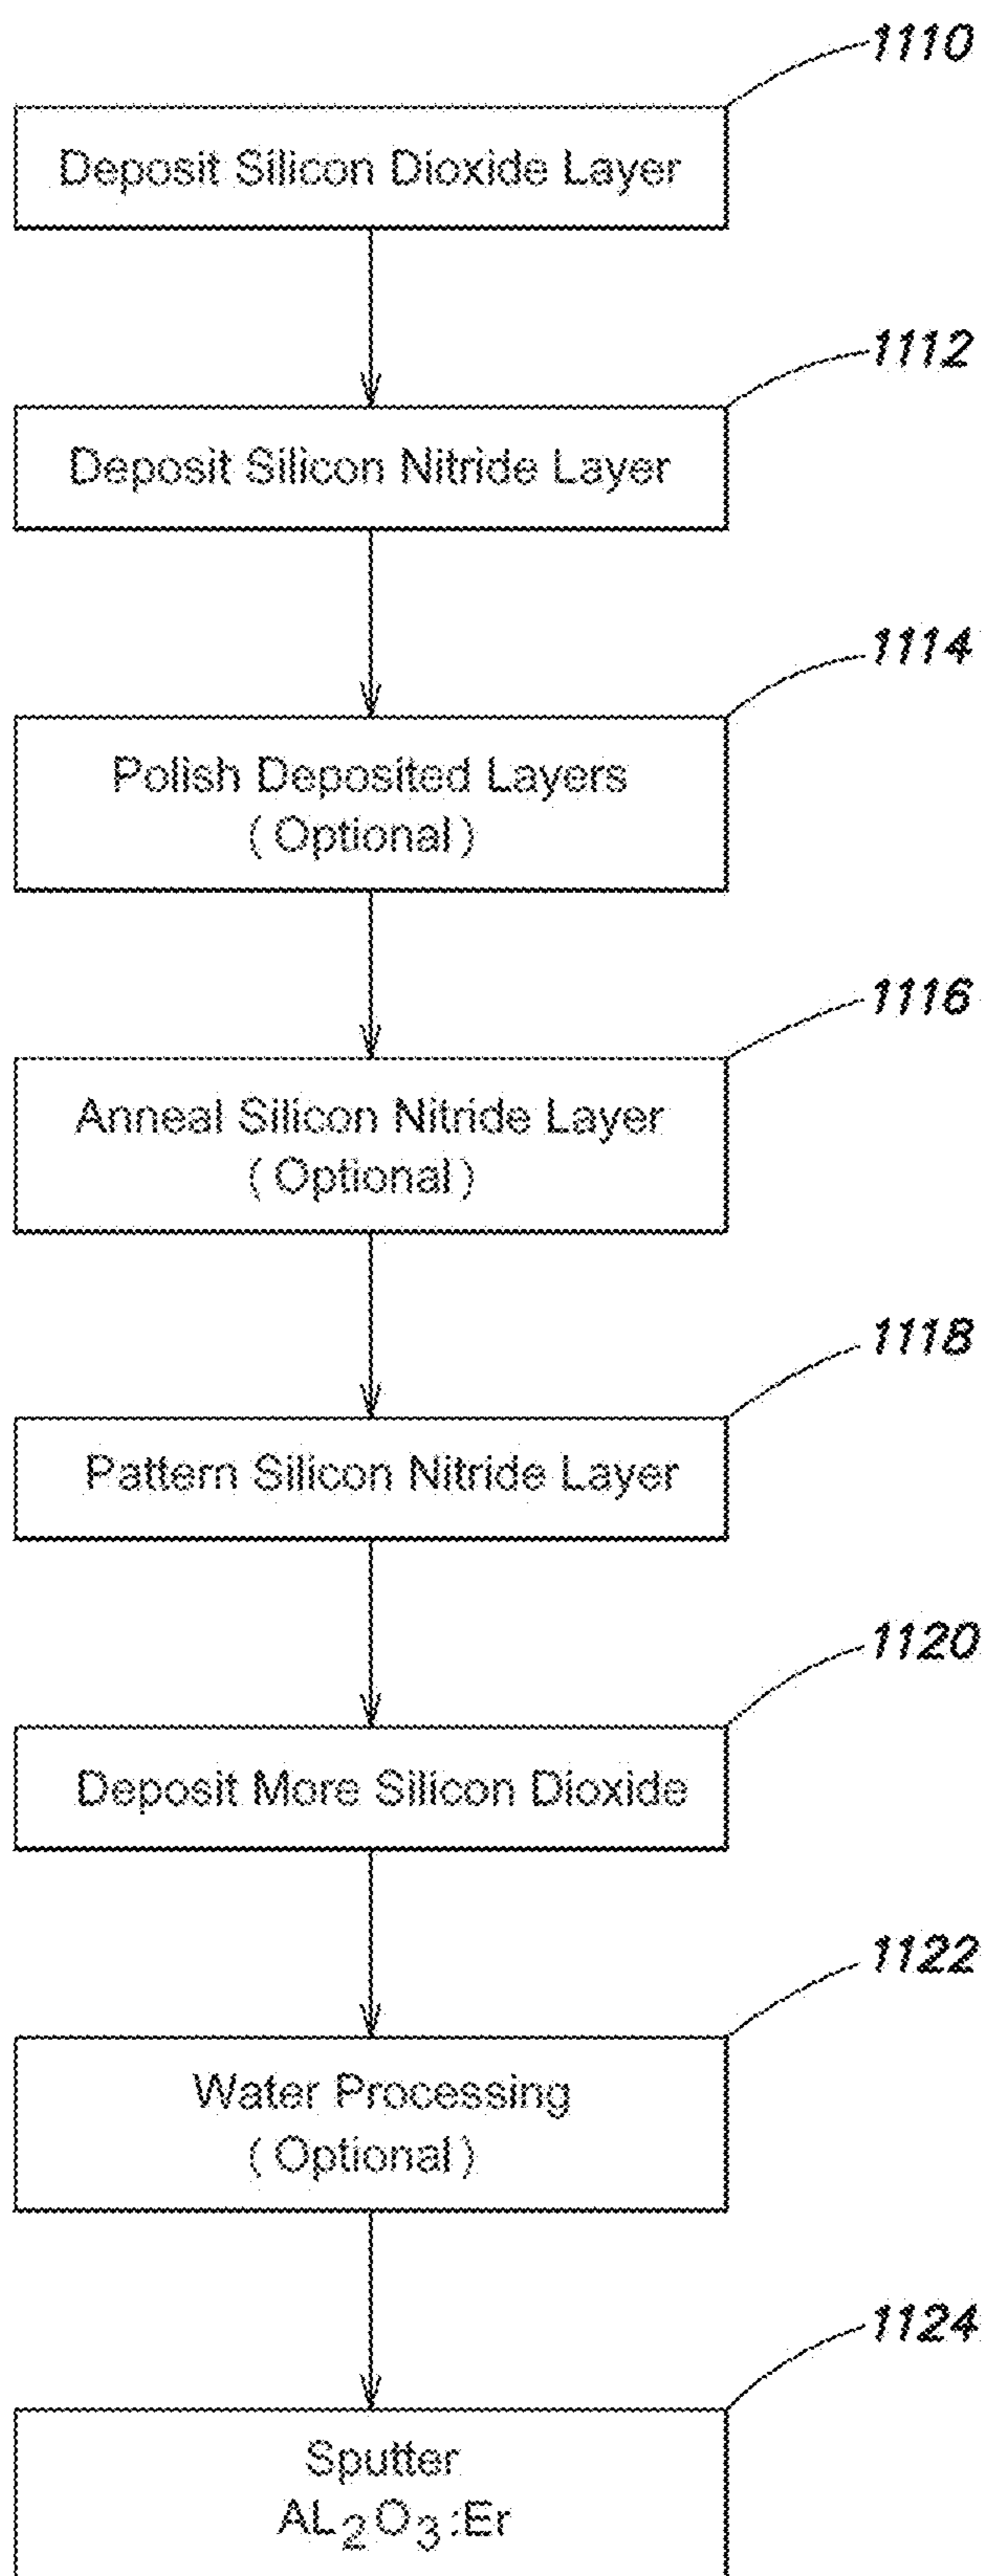 1110
Deposit Silicon Dioxide Layer
1112
Deposit Silicon Nitride Layer
1114
Polish Deposited Layers
(Optional)
1116
Anneal Silicon Nitride Layer
(Optional)
1118
Pattern Silicon Nitride Layer
1120
Deposit More Silicon Dioxide
1122
Water Processing
(Optional)
1124
Sputter
AL₂O₃:Er